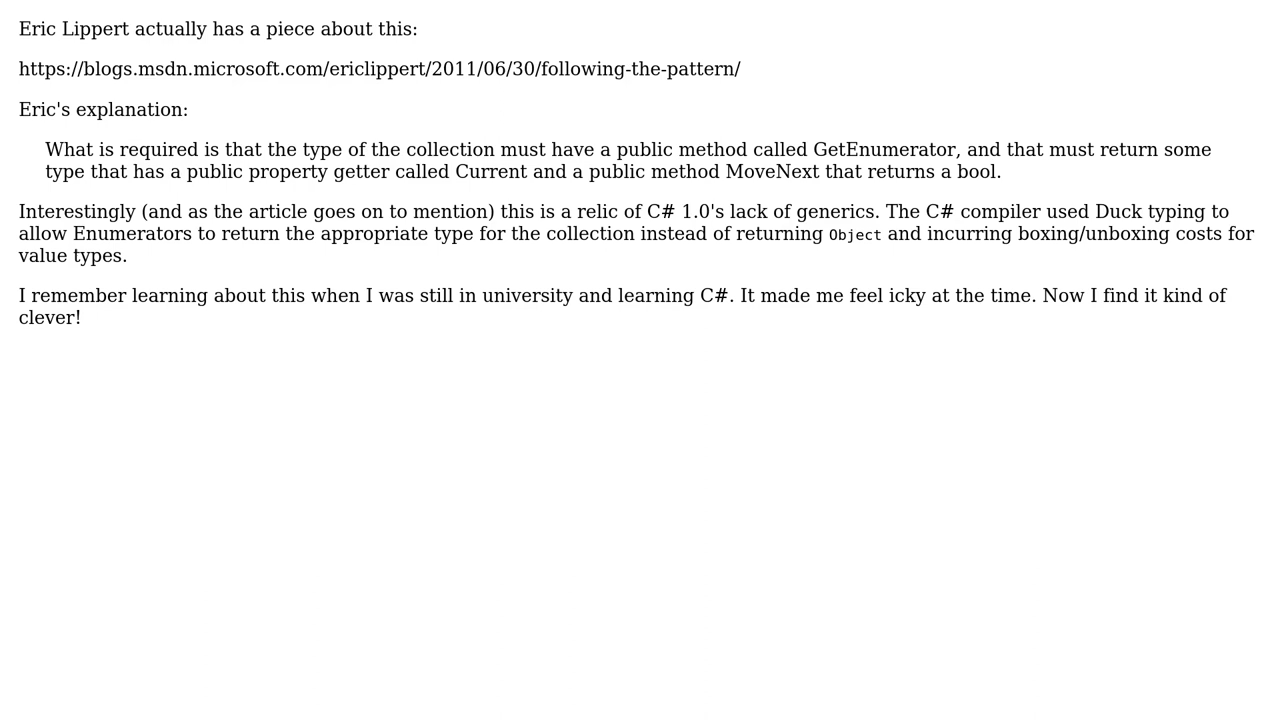 Eric Lippert actually has a piece about this:
https://blogs.msdn.microsoft.com/ericlippert/2011/06/30/following-the-pattern/
Eric's explanation:
What is required is that the type of the collection must have a public method called GetEnumerator, and that must return some
type that has a public property getter called Current and a public method MoveNext that returns a bool.
Interestingly (and as the article goes on to mention) this is a relic of C# 1.0's lack of generics. The C# compiler used Duck typing to
allow Enumerators to return the appropriate type for the collection instead of returning Object and incurring boxing/unboxing costs for
value types.
I remember learning about this when I was still in university and learning C#. It made me feel icky at the time. Now I find it kind of
clever!